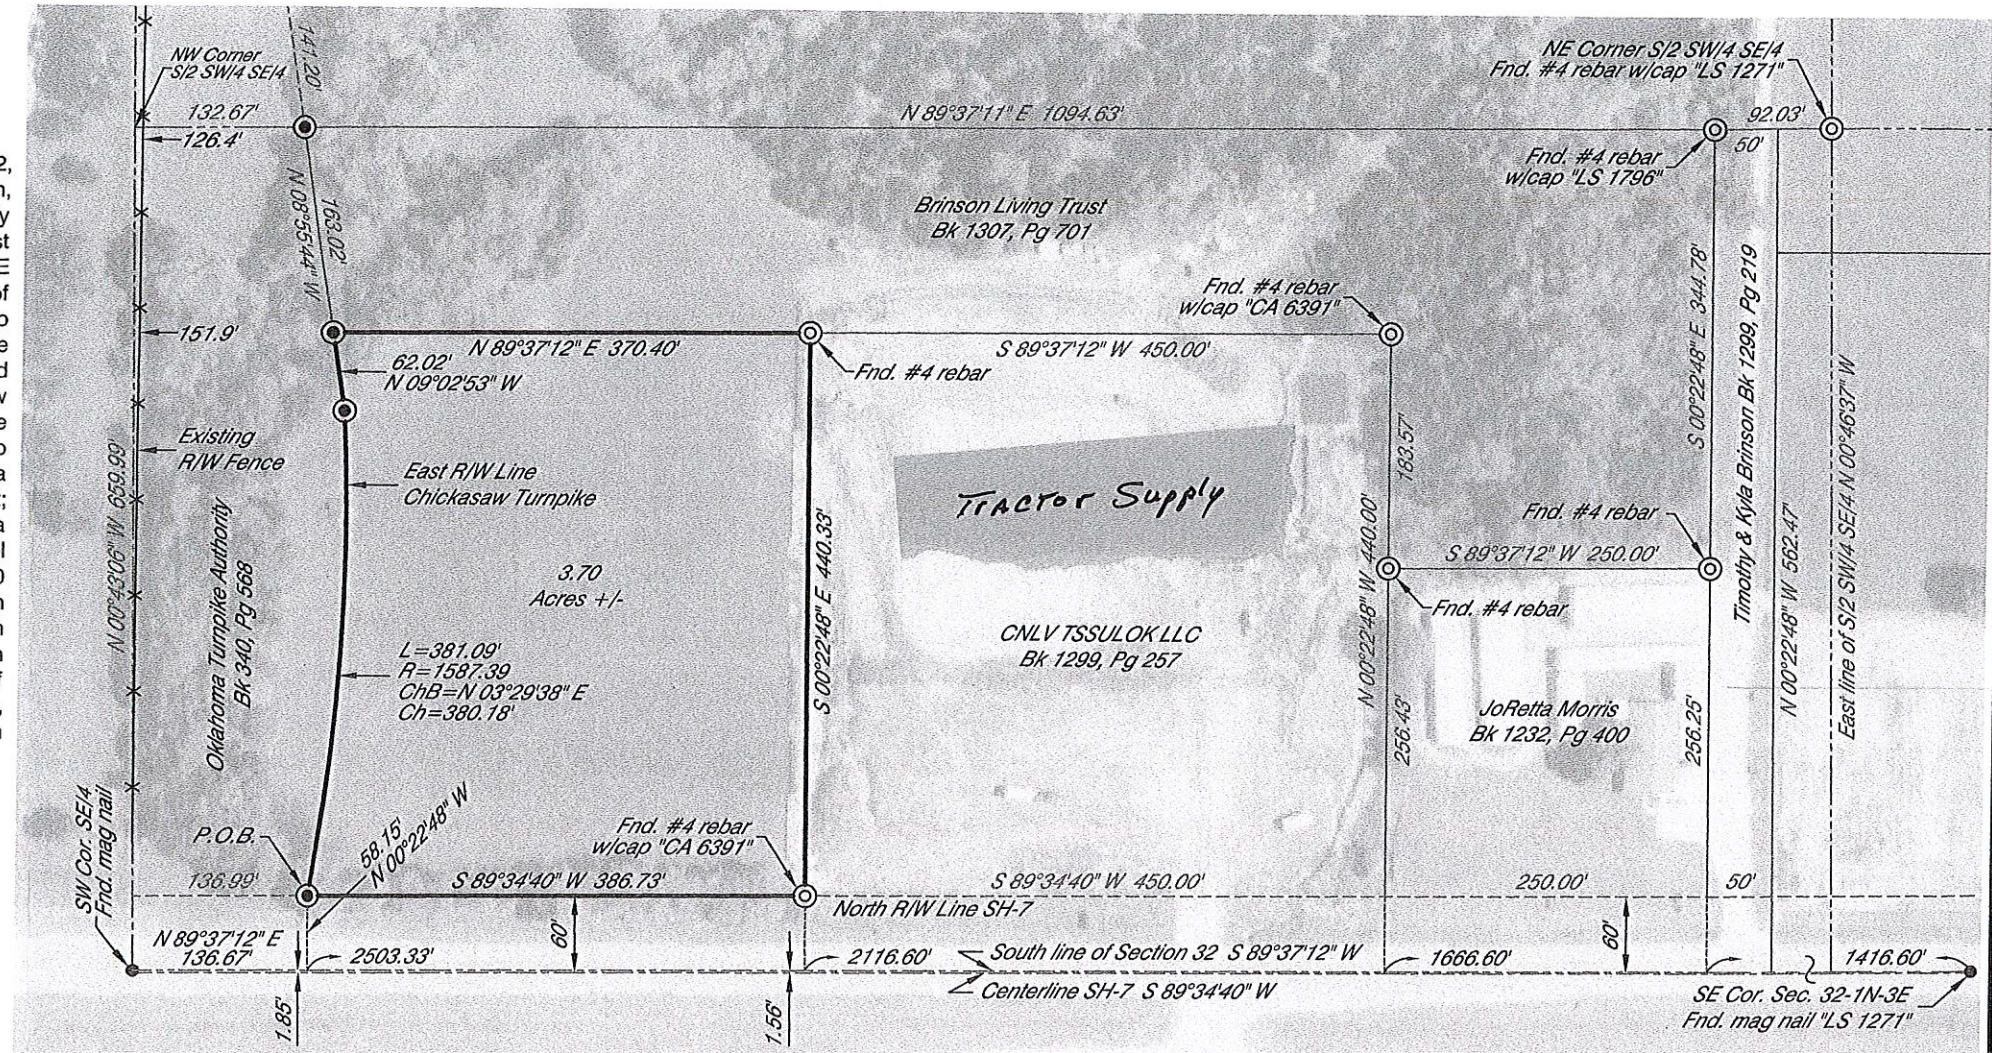 2,
n,
y
st
E
of
o
e
d
w
e
o
a
t;
a
l
0
n
n
n
f
NW Corner
S/2 SW/4 SE/4
141.20'
132.67'
126.4'
N 89°37'11" E 1094.63'
NE Corner S/2 SW/4 SE/4
Fnd. #4 rebar w/cap "LS 1271"
92.03'
50'
Fnd. #4 rebar
w/cap "LS 1796"
163.02'
N 08°55'44" W
Brinson Living Trust
Bk 1307, Pg 701
Fnd. #4 rebar
w/cap "CA 6391"
S 00°22'48" E 344.78'
Timothy & Kyla Brinson Bk 1299, Pg 219
151.9'
N 89°37'12" E 370.40'
S 89°37'12" W 450.00'
62.02'
N 09°02'53" W
Fnd. #4 rebar
Existing
R/W Fence
East R/W Line
Chickasaw Turnpike
N 00°43'06" W 659.99'
Oklahoma Turnpike Authority
Bk 340, Pg 568
Tractor Supply
183.57'
N 00°22'48" W 440.00'
Fnd. #4 rebar
S 89°37'12" W 250.00'
Fnd. #4 rebar
N 00°22'48" W 562.47'
East line of S/2 SW/4 SE/4 N 00°46'37" W
3.70
Acres +/-
S 00°22'48" E 440.33'
CNLV TSSULOK LLC
Bk 1299, Pg 257
L=381.09'
R=1587.39
ChB=N 03°29'38" E
Ch=380.18'
256.43'
JoRetta Morris
Bk 1232, Pg 400
256.25'
SW Cor. SE/4
Fnd. mag nail
P.O.B.
58.15'
N 00°22'48" W
Fnd. #4 rebar
w/cap "CA 6391"
136.99'
S 89°34'40" W 386.73'
S 89°34'40" W 450.00'
250.00'
50'
North R/W Line SH-7
N 89°37'12" E
136.67'
2503.33'
60'
2116.60'
South line of Section 32 S 89°37'12" W
1666.60'
60'
1416.60'
Centerline SH-7 S 89°34'40" W
SE Cor. Sec. 32-1N-3E
Fnd. mag nail "LS 1271"
1.85'
1.56'